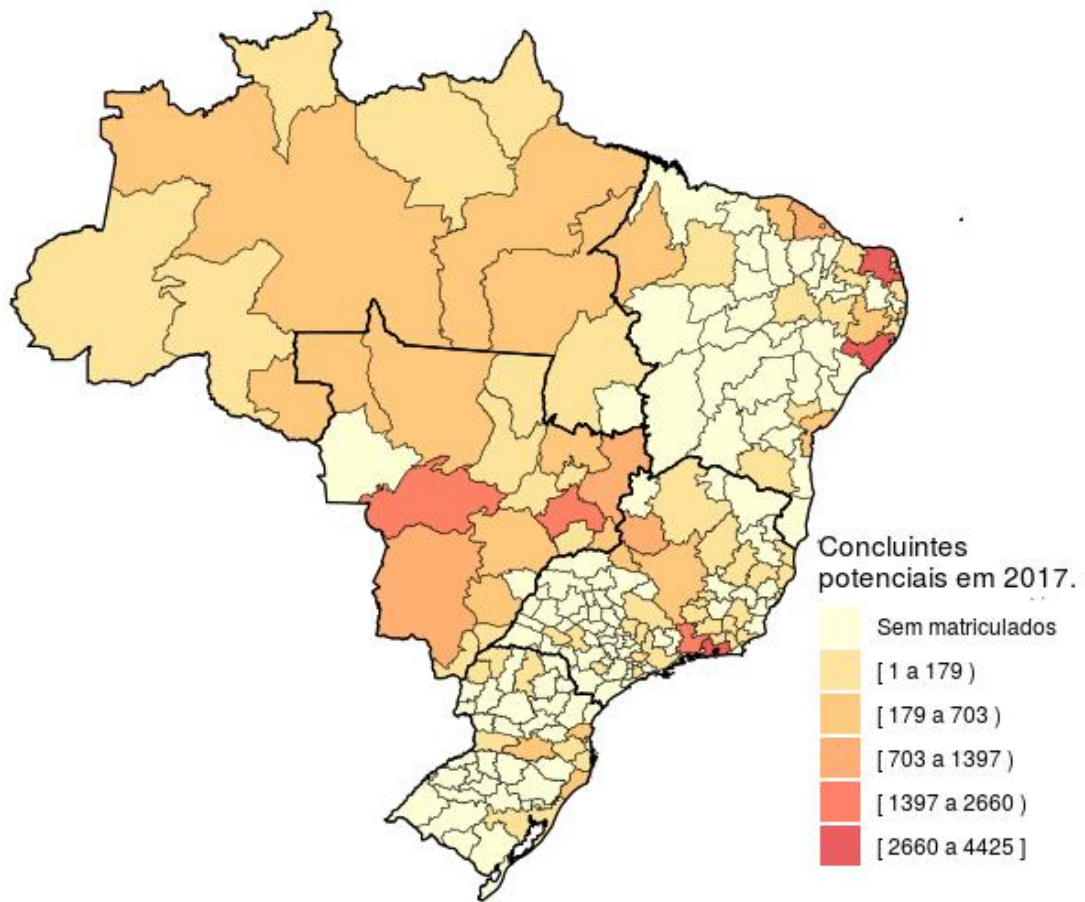 Concluintes
potenciais em 2017.
Sem matriculados
[ 1 a 179 )
[ 179 a 703 )
[ 703 a 1397 )
[ 1397 a 2660 )
[ 2660 a 4425 ]